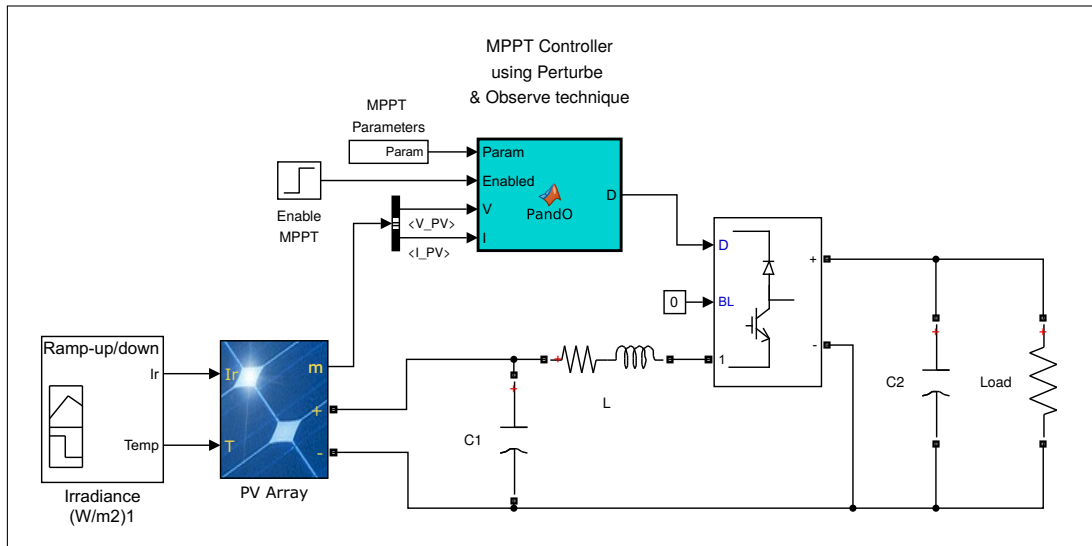 MPPT Controller
using Perturbe
& Observe technique
MPPT
Parameters
Param
Param
Enabled
V
I
D
PandO
Enable
MPPT
<V_PV>
<I_PV>
D
BL
1
+
-
0
Ramp-up/down
Ir
Temp
Irradiance
(W/m2)1
Ir
T
m
+
-
PV Array
+
C1
+
L
+
C2
+
Load